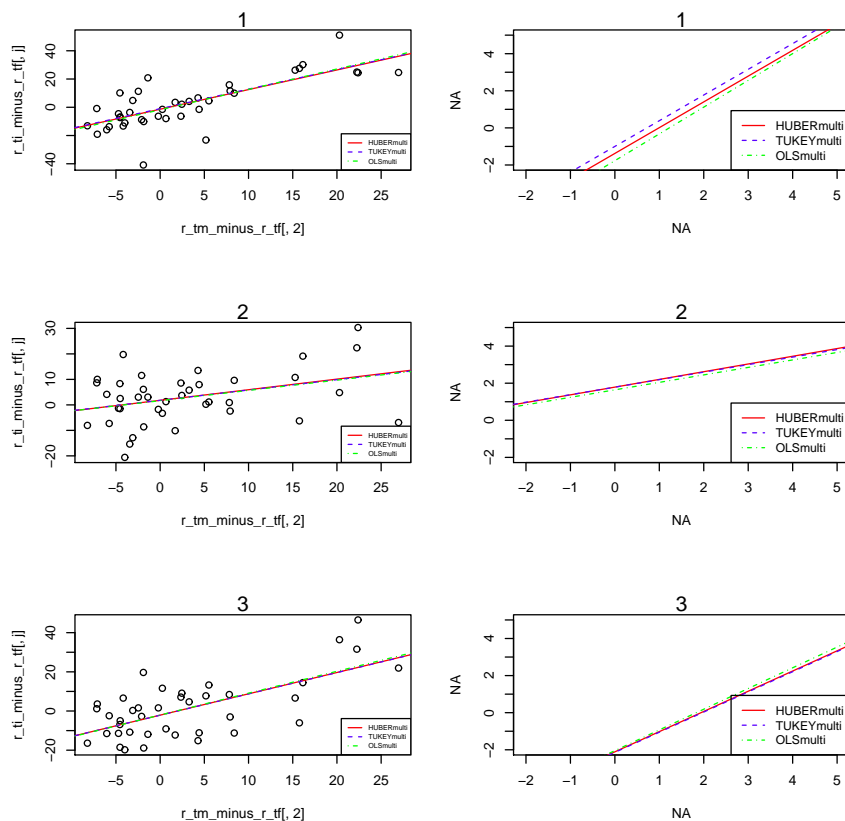 1
r_ti_minus_r_tf[, j]
40
20
0
−40
HUBERmulti
TUKEYmulti
OLSmulti
−5 0 5 10 15 20 25
r_tm_minus_r_tf[, 2]
1
NA
4
2
0
−2
HUBERmulti
TUKEYmulti
OLSmulti
−2 −1 0 1 2 3 4 5
NA
2
r_ti_minus_r_tf[, j]
30
10
0
−20
HUBERmulti
TUKEYmulti
OLSmulti
−5 0 5 10 15 20 25
r_tm_minus_r_tf[, 2]
2
NA
4
2
0
−2
HUBERmulti
TUKEYmulti
OLSmulti
−2 −1 0 1 2 3 4 5
NA
3
r_ti_minus_r_tf[, j]
40
20
0
−20
HUBERmulti
TUKEYmulti
OLSmulti
−5 0 5 10 15 20 25
r_tm_minus_r_tf[, 2]
3
NA
4
2
0
−2
HUBERmulti
TUKEYmulti
OLSmulti
−2 −1 0 1 2 3 4 5
NA